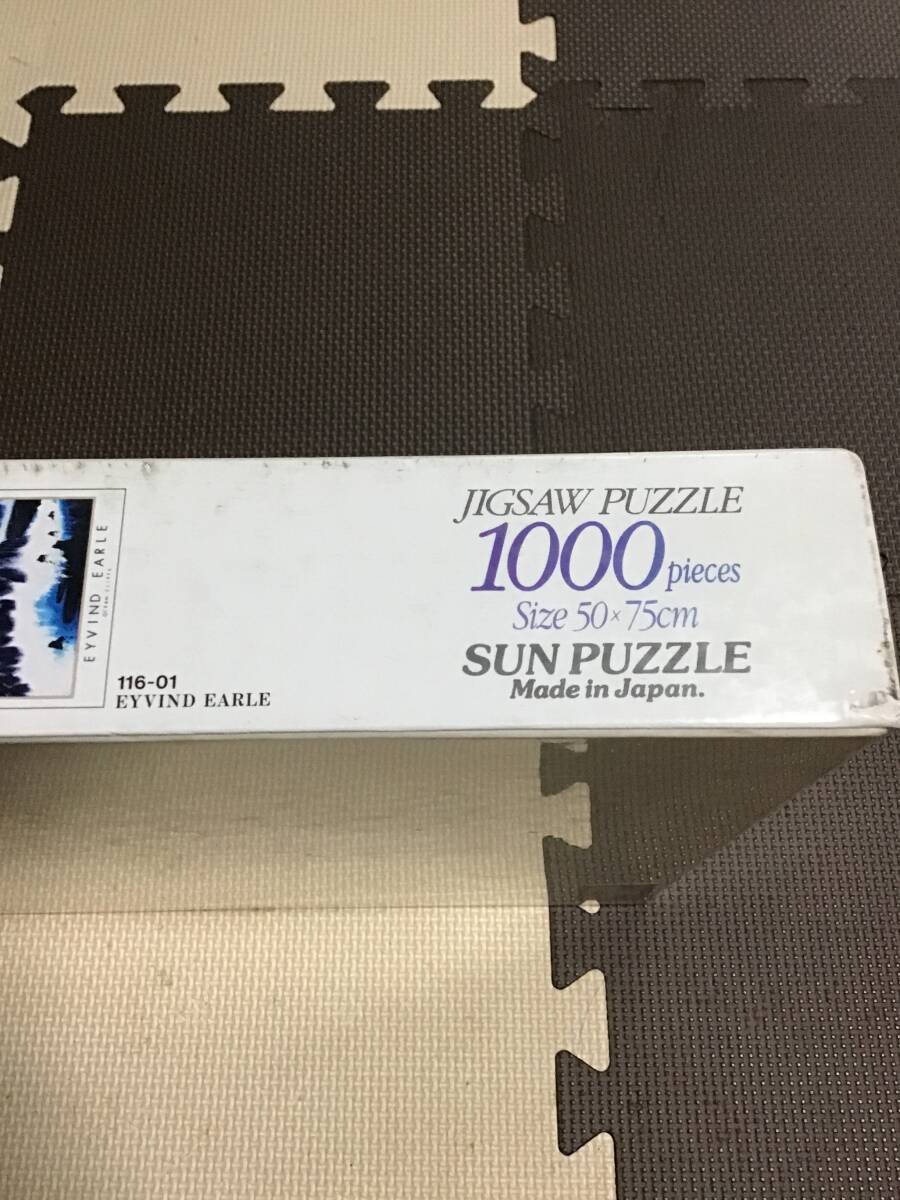 EYVIND EARLE
116-01
EYVIND EARLE
JIGSAW PUZZLE
1000 pieces
Size 50×75cm
SUN PUZZLE
Made in Japan.